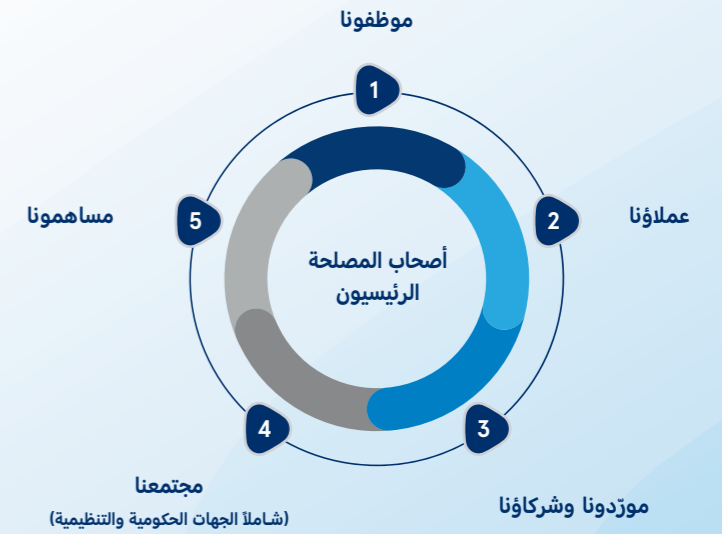 موظفونا
1
عملاؤنا
2
مورّدونا وشركاؤنا
3
مجتمعنا
(شاملاً الجهات الحكومية والتنظيمية)
4
مساهمونا
5
أصحاب المصلحة
الرئيسيون